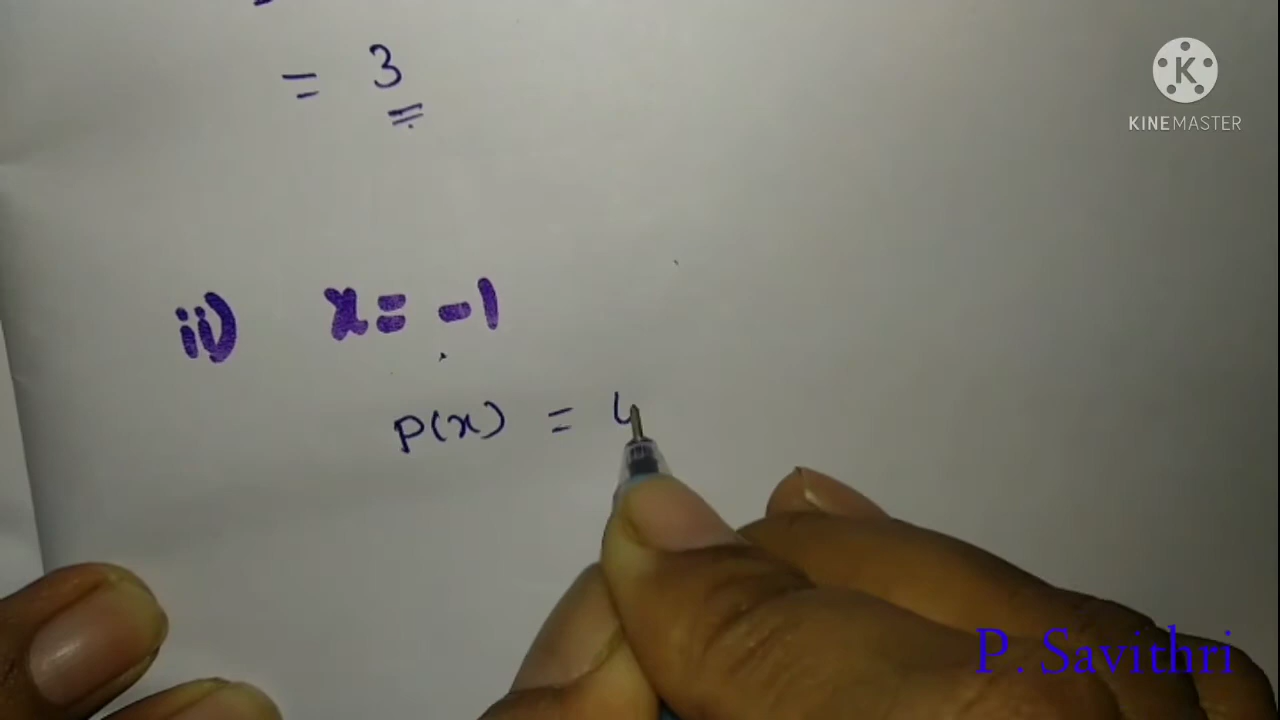 = 3
KINEMASTER
ii) x = -1
P(x) = 4
P. Savithri